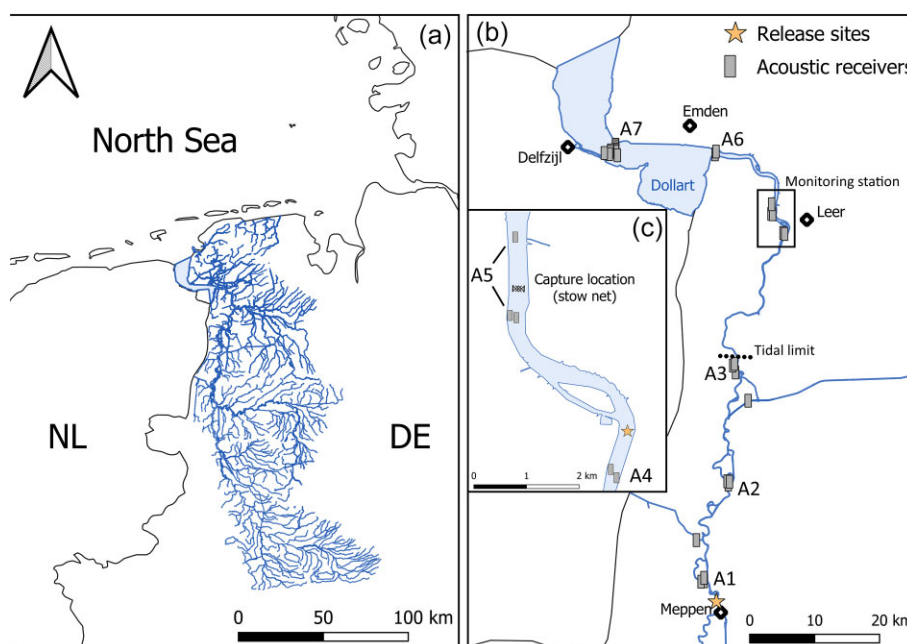 (a)
North Sea
NL
DE
0 50 100 km
(b)
Release sites
Acoustic receivers
Emden
A7
A6
Delfzijl
Dollart
Monitoring station
Leer
(c)
A5
Capture location
(stow net)
Tidal limit
A3
0 1 2 km
A4
A2
A1
Meppen
0 10 20 km